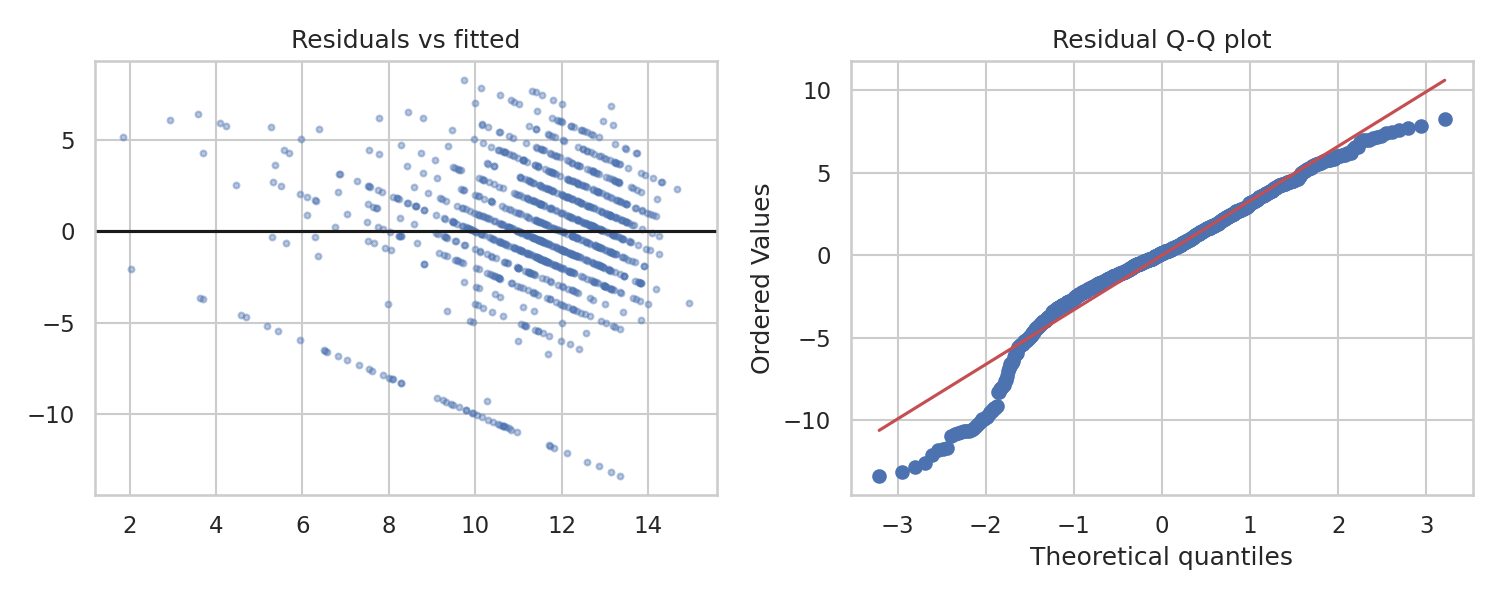 Residuals vs fitted
5
0
−5
−10
2 4 6 8 10 12 14
Residual Q-Q plot
Ordered Values
10
5
0
−5
−10
−3 −2 −1 0 1 2 3
Theoretical quantiles